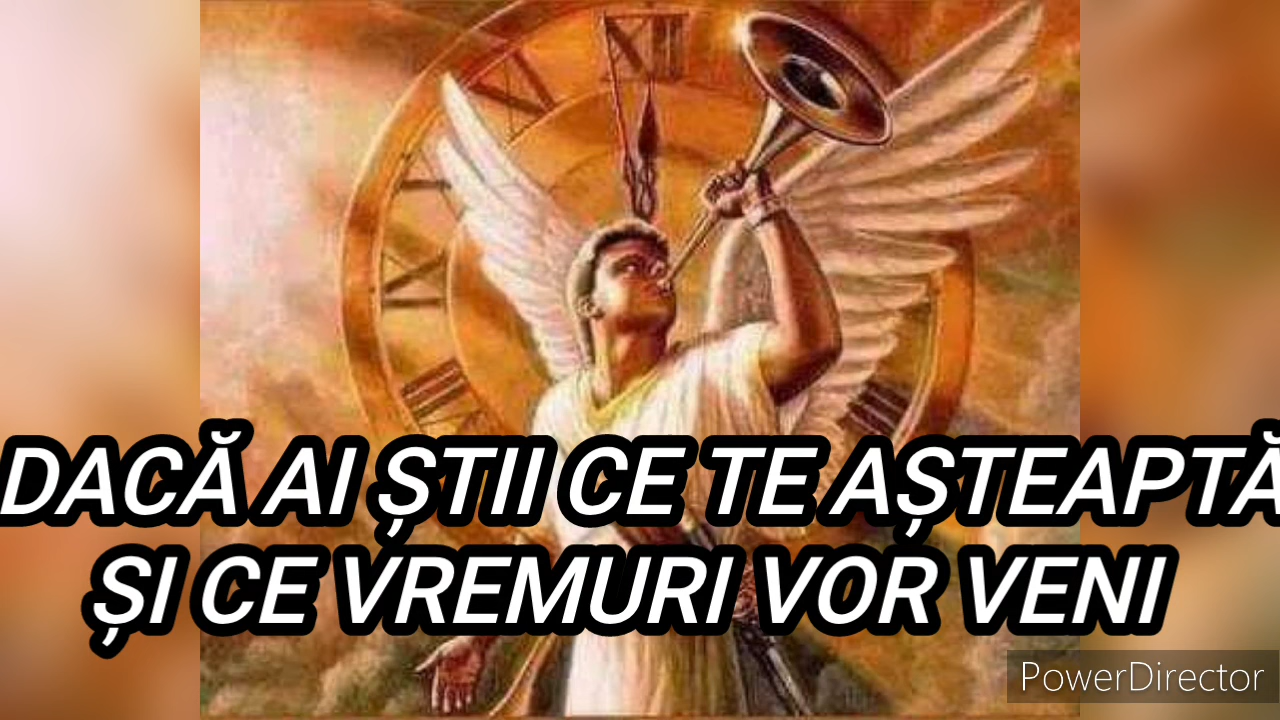 DACĂ AI ȘTII CE TE AȘTEAPTĂ
ȘI CE VREMURI VOR VENI
PowerDirector